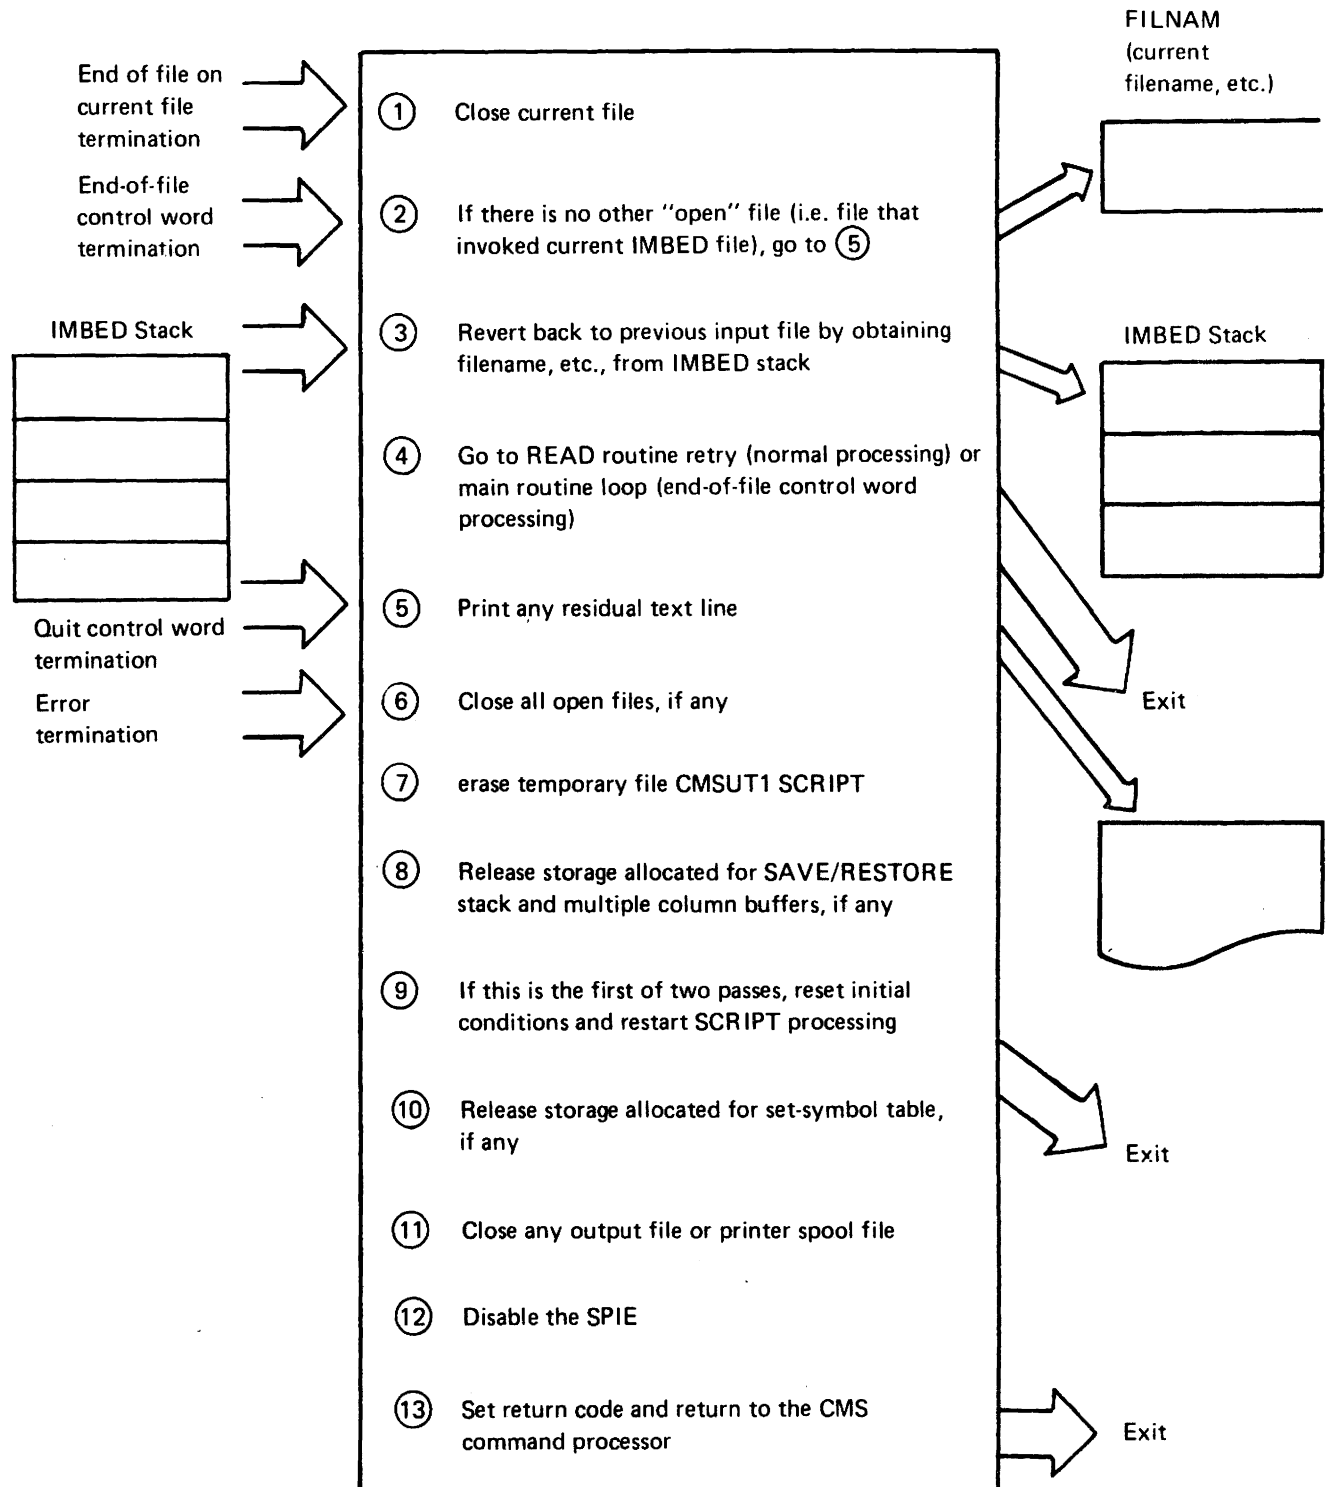 FILNAM
(current
filename, etc.)
End of file on
current file
termination
End-of-file
control word
termination
IMBED Stack
Quit control word
termination
Error
termination
1 Close current file
2 If there is no other "open" file (i.e. file that
invoked current IMBED file), go to 5
3 Revert back to previous input file by obtaining
filename, etc., from IMBED stack
4 Go to READ routine retry (normal processing) or
main routine loop (end-of-file control word
processing)
5 Print any residual text line
6 Close all open files, if any
7 erase temporary file CMSUT1 SCRIPT
8 Release storage allocated for SAVE/RESTORE
stack and multiple column buffers, if any
9 If this is the first of two passes, reset initial
conditions and restart SCRIPT processing
10 Release storage allocated for set-symbol table,
if any
11 Close any output file or printer spool file
12 Disable the SPIE
13 Set return code and return to the CMS
command processor
IMBED Stack
Exit
Exit
Exit